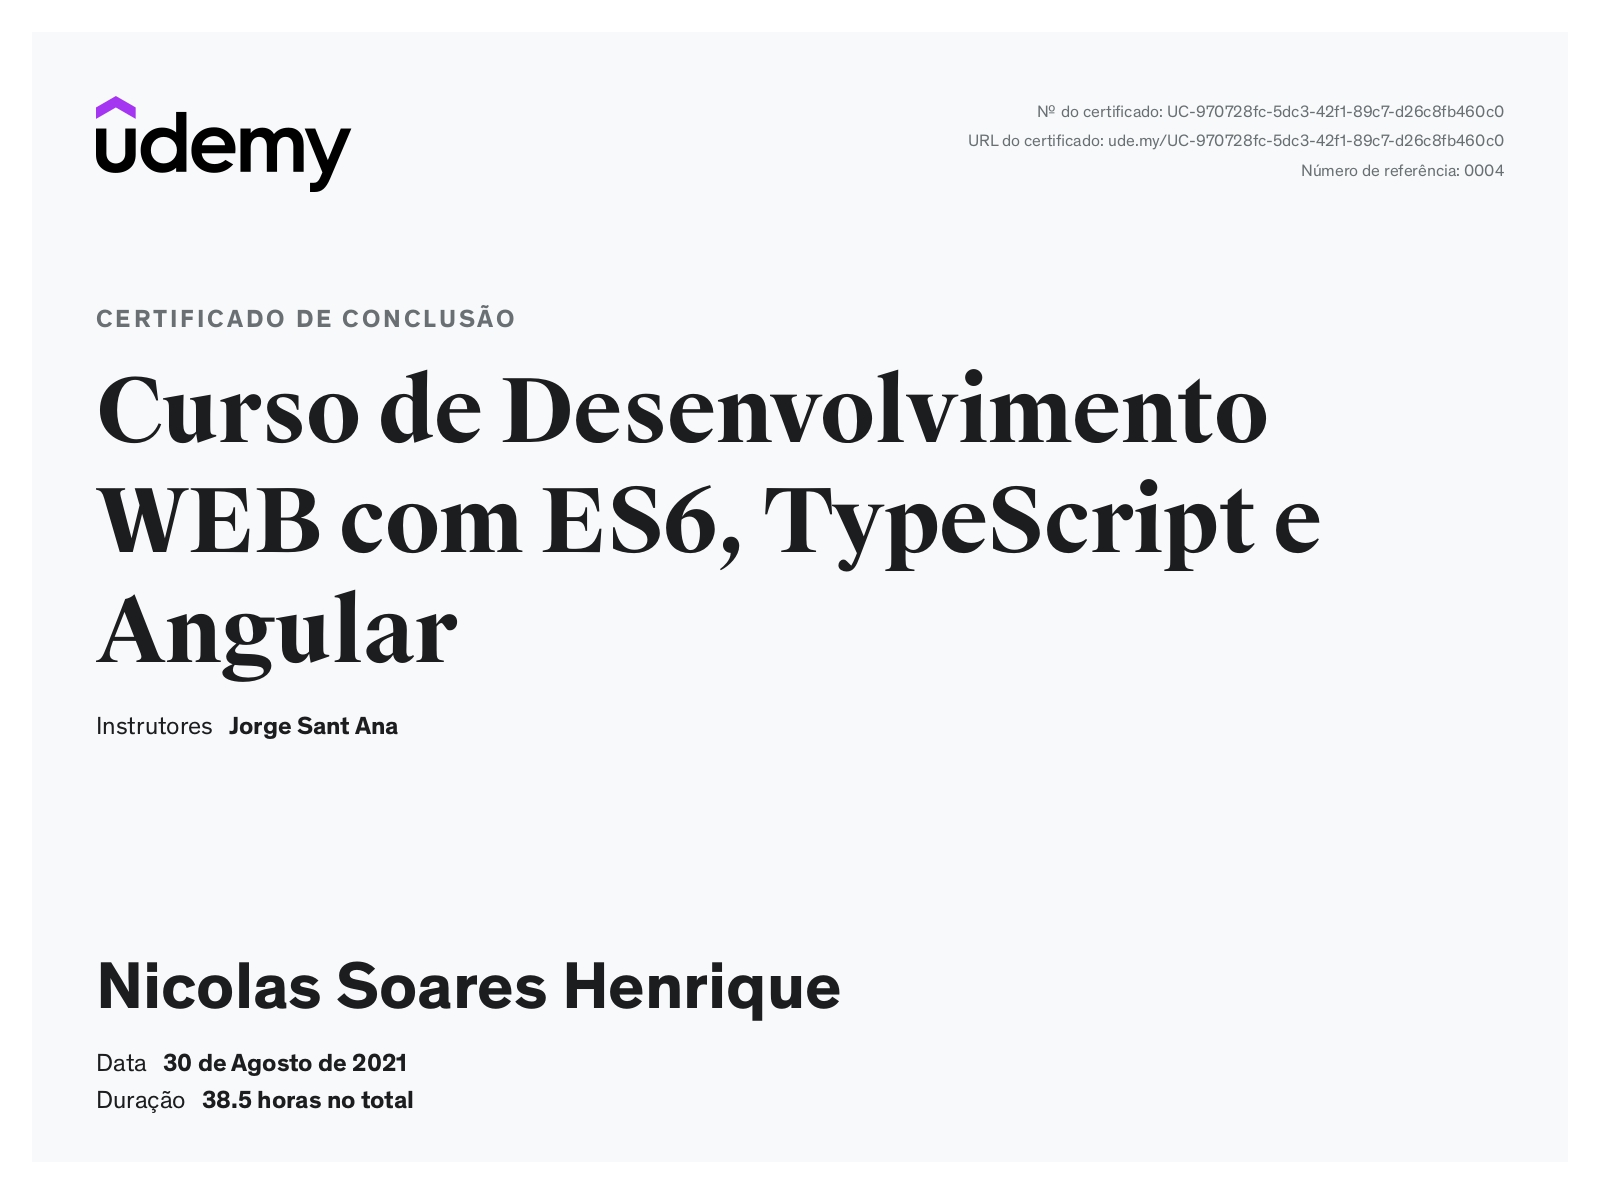 udemy
Nº do certificado: UC-970728fc-5dc3-42f1-89c7-d26c8fb460c0
URL do certificado: ude.my/UC-970728fc-5dc3-42f1-89c7-d26c8fb460c0
Número de referência: 0004
CERTIFICADO DE CONCLUSÃO
Curso de Desenvolvimento
WEB com ES6, TypeScript e
Angular
Instrutores Jorge Sant Ana
Nicolas Soares Henrique
Data 30 de Agosto de 2021
Duração 38.5 horas no total